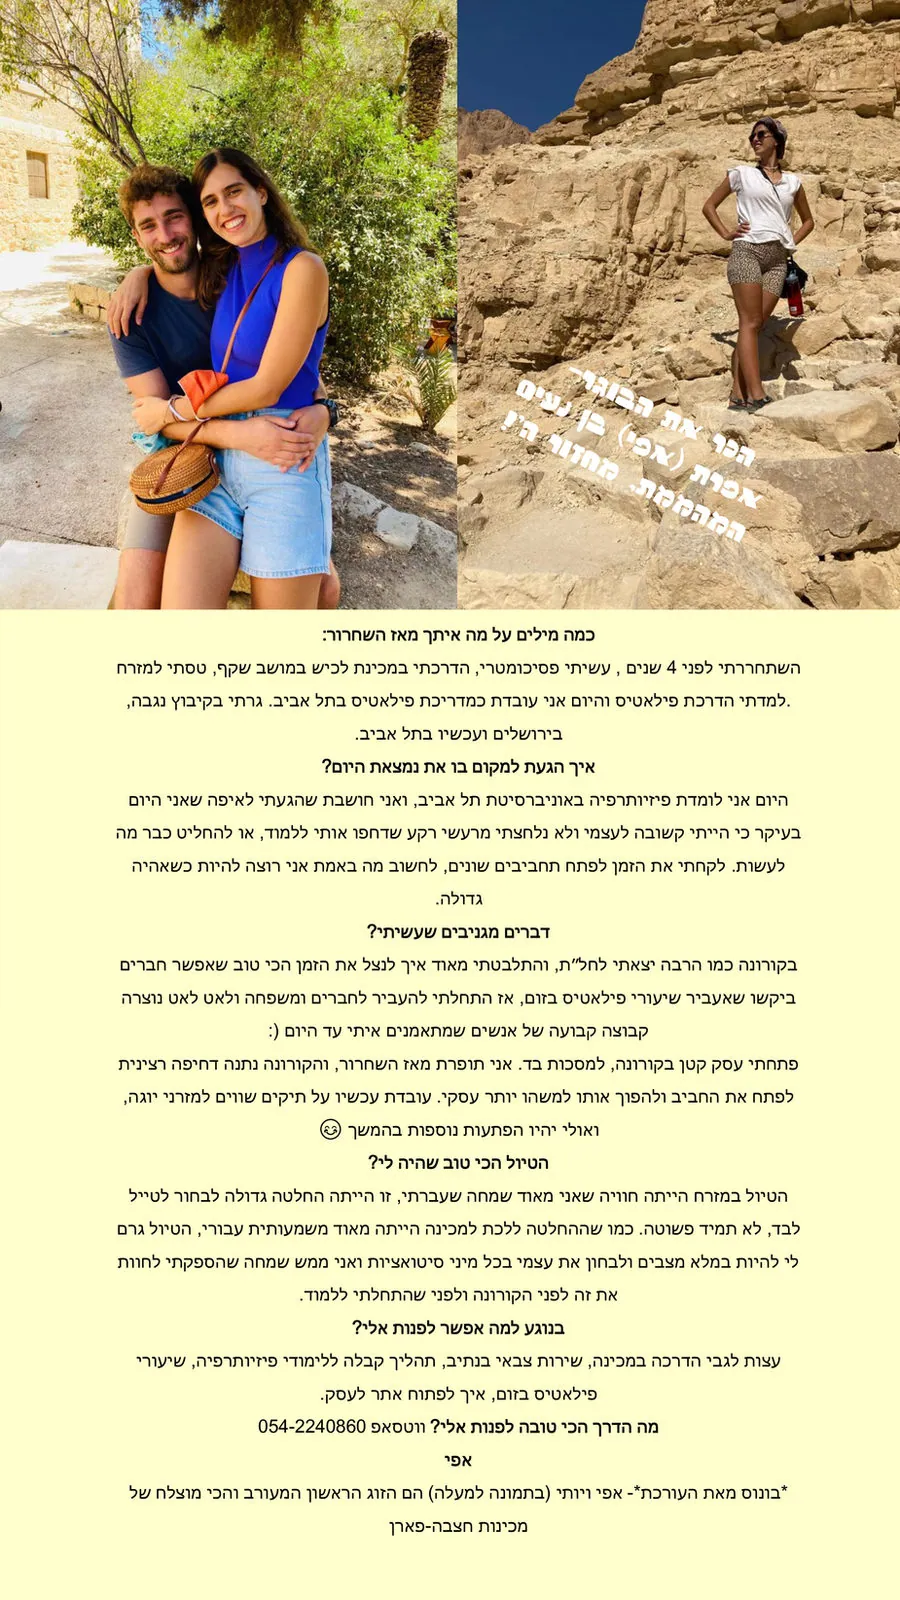 הכר את הבוגר-
אפרת (אפי) בן נעים
המהממת. מחזור ה'!
כמה מילים על מה איתך מאז השחרור:
השתחררתי לפני 4 שנים , עשיתי פסיכומטרי, הדרכתי במכינת לכיש במושב שקף, טסתי למזרח
.למדתי הדרכת פילאטיס והיום אני עובדת כמדריכת פילאטיס בתל אביב. גרתי בקיבוץ נגבה,
בירושלים ועכשיו בתל אביב.
איך הגעת למקום בו את נמצאת היום?
היום אני לומדת פיזיותרפיה באוניברסיטת תל אביב, ואני חושבת שהגעתי לאיפה שאני היום
בעיקר כי הייתי קשובה לעצמי ולא נלחצתי מרעשי רקע שדחפו אותי ללמוד, או להחליט כבר מה
לעשות. לקחתי את הזמן לפתח תחביבים שונים, לחשוב מה באמת אני רוצה להיות כשאהיה
גדולה.
דברים מגניבים שעשיתי?
בקורונה כמו הרבה יצאתי לחל״ת, והתלבטתי מאוד איך לנצל את הזמן הכי טוב שאפשר חברים
ביקשו שאעביר שיעורי פילאטיס בזום, אז התחלתי להעביר לחברים ומשפחה ולאט לאט נוצרה
קבוצה קבועה של אנשים שמתאמנים איתי עד היום (:
פתחתי עסק קטן בקורונה, למסכות בד. אני תופרת מאז השחרור, והקורונה נתנה דחיפה רצינית
לפתח את החביב ולהפוך אותו למשהו יותר עסקי. עובדת עכשיו על תיקים שווים למזרני יוגה,
ואולי יהיו הפתעות נוספות בהמשך 😊
הטיול הכי טוב שהיה לי?
הטיול במזרח הייתה חוויה שאני מאוד שמחה שעברתי, זו הייתה החלטה גדולה לבחור לטייל
לבד, לא תמיד פשוטה. כמו שההחלטה ללכת למכינה הייתה מאוד משמעותית עבורי, הטיול גרם
לי להיות במלא מצבים ולבחון את עצמי בכל מיני סיטואציות ואני ממש שמחה שהספקתי לחוות
את זה לפני הקורונה ולפני שהתחלתי ללמוד.
בנוגע למה אפשר לפנות אלי?
עצות לגבי הדרכה במכינה, שירות צבאי בנתיב, תהליך קבלה ללימודי פיזיותרפיה, שיעורי
פילאטיס בזום, איך לפתוח אתר לעסק.
מה הדרך הכי טובה לפנות אלי? ווטסאפ 054-2240860
אפי
*בונוס מאת העורכת*- אפי ויותי (בתמונה למעלה) הם הזוג הראשון המעורב והכי מוצלח של
מכינות חצבה-פארן